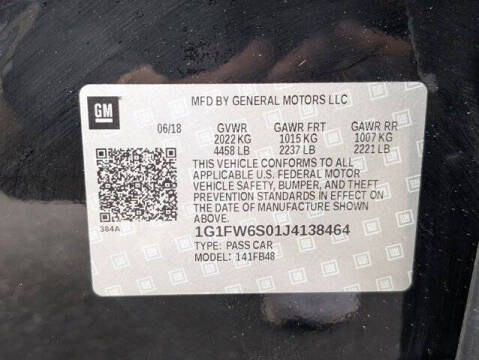 MFD BY GENERAL MOTORS LLC
GM
06/18 GVWR GAWR FRT GAWR RR
2022 KG 1015 KG 1007 KG
4458 LB 2237 LB 2221 LB
THIS VEHICLE CONFORMS TO ALL
APPLICABLE U.S. FEDERAL MOTOR
VEHICLE SAFETY, BUMPER, AND THEFT
PREVENTION STANDARDS IN EFFECT ON
THE DATE OF MANUFACTURE SHOWN
ABOVE.
384A
1G1FW6S01J4138464
TYPE: PASS CAR
MODEL: 141FB48